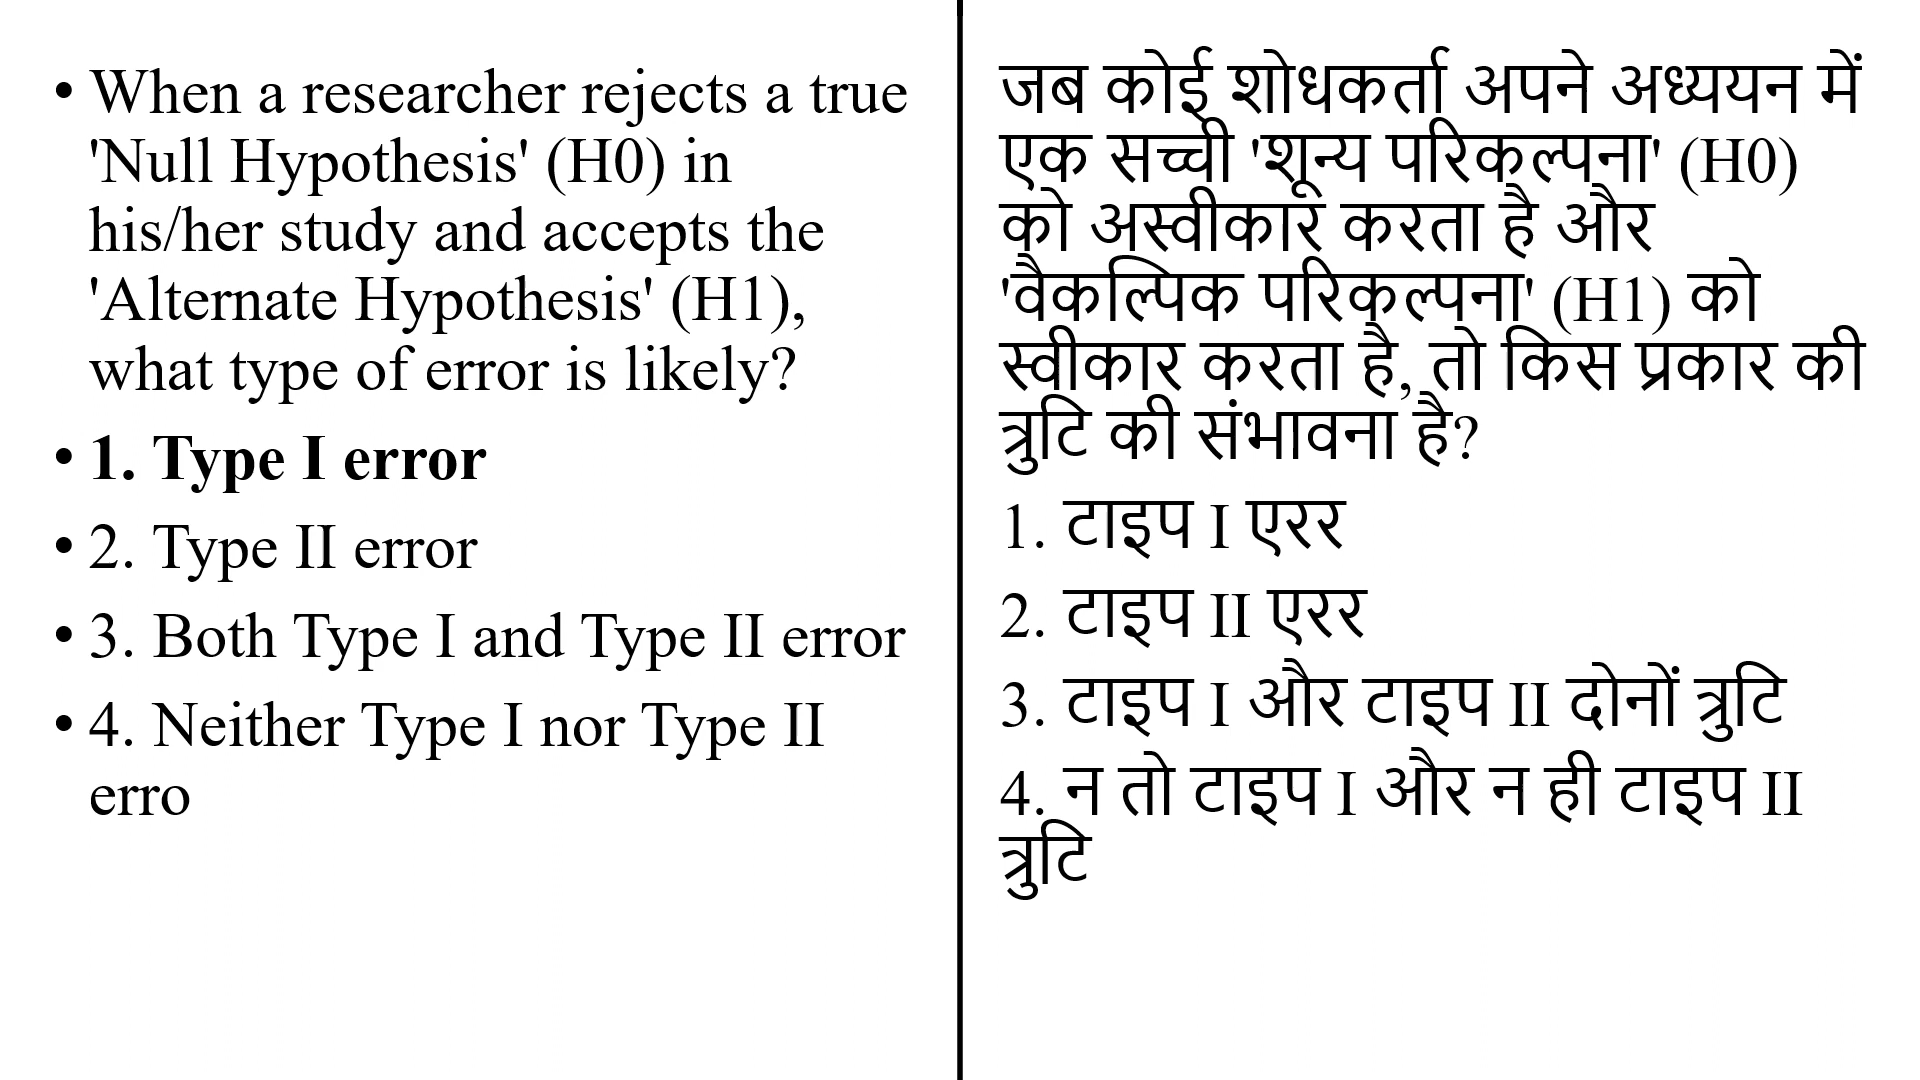 • When a researcher rejects a true
'Null Hypothesis' (H0) in
his/her study and accepts the
'Alternate Hypothesis' (H1),
what type of error is likely?
• 1. Type I error
• 2. Type II error
• 3. Both Type I and Type II error
• 4. Neither Type I nor Type II
erro
जब कोई शोधकर्ता अपने अध्ययन में
एक सच्ची 'शून्य परिकल्पना' (H0)
को अस्वीकार करता है और
'वैकल्पिक परिकल्पना' (H1) को
स्वीकार करता है, तो किस प्रकार की
त्रुटि की संभावना है?
1. टाइप I एरर
2. टाइप II एरर
3. टाइप I और टाइप II दोनों त्रुटि
4. न तो टाइप I और न ही टाइप II
त्रुटि